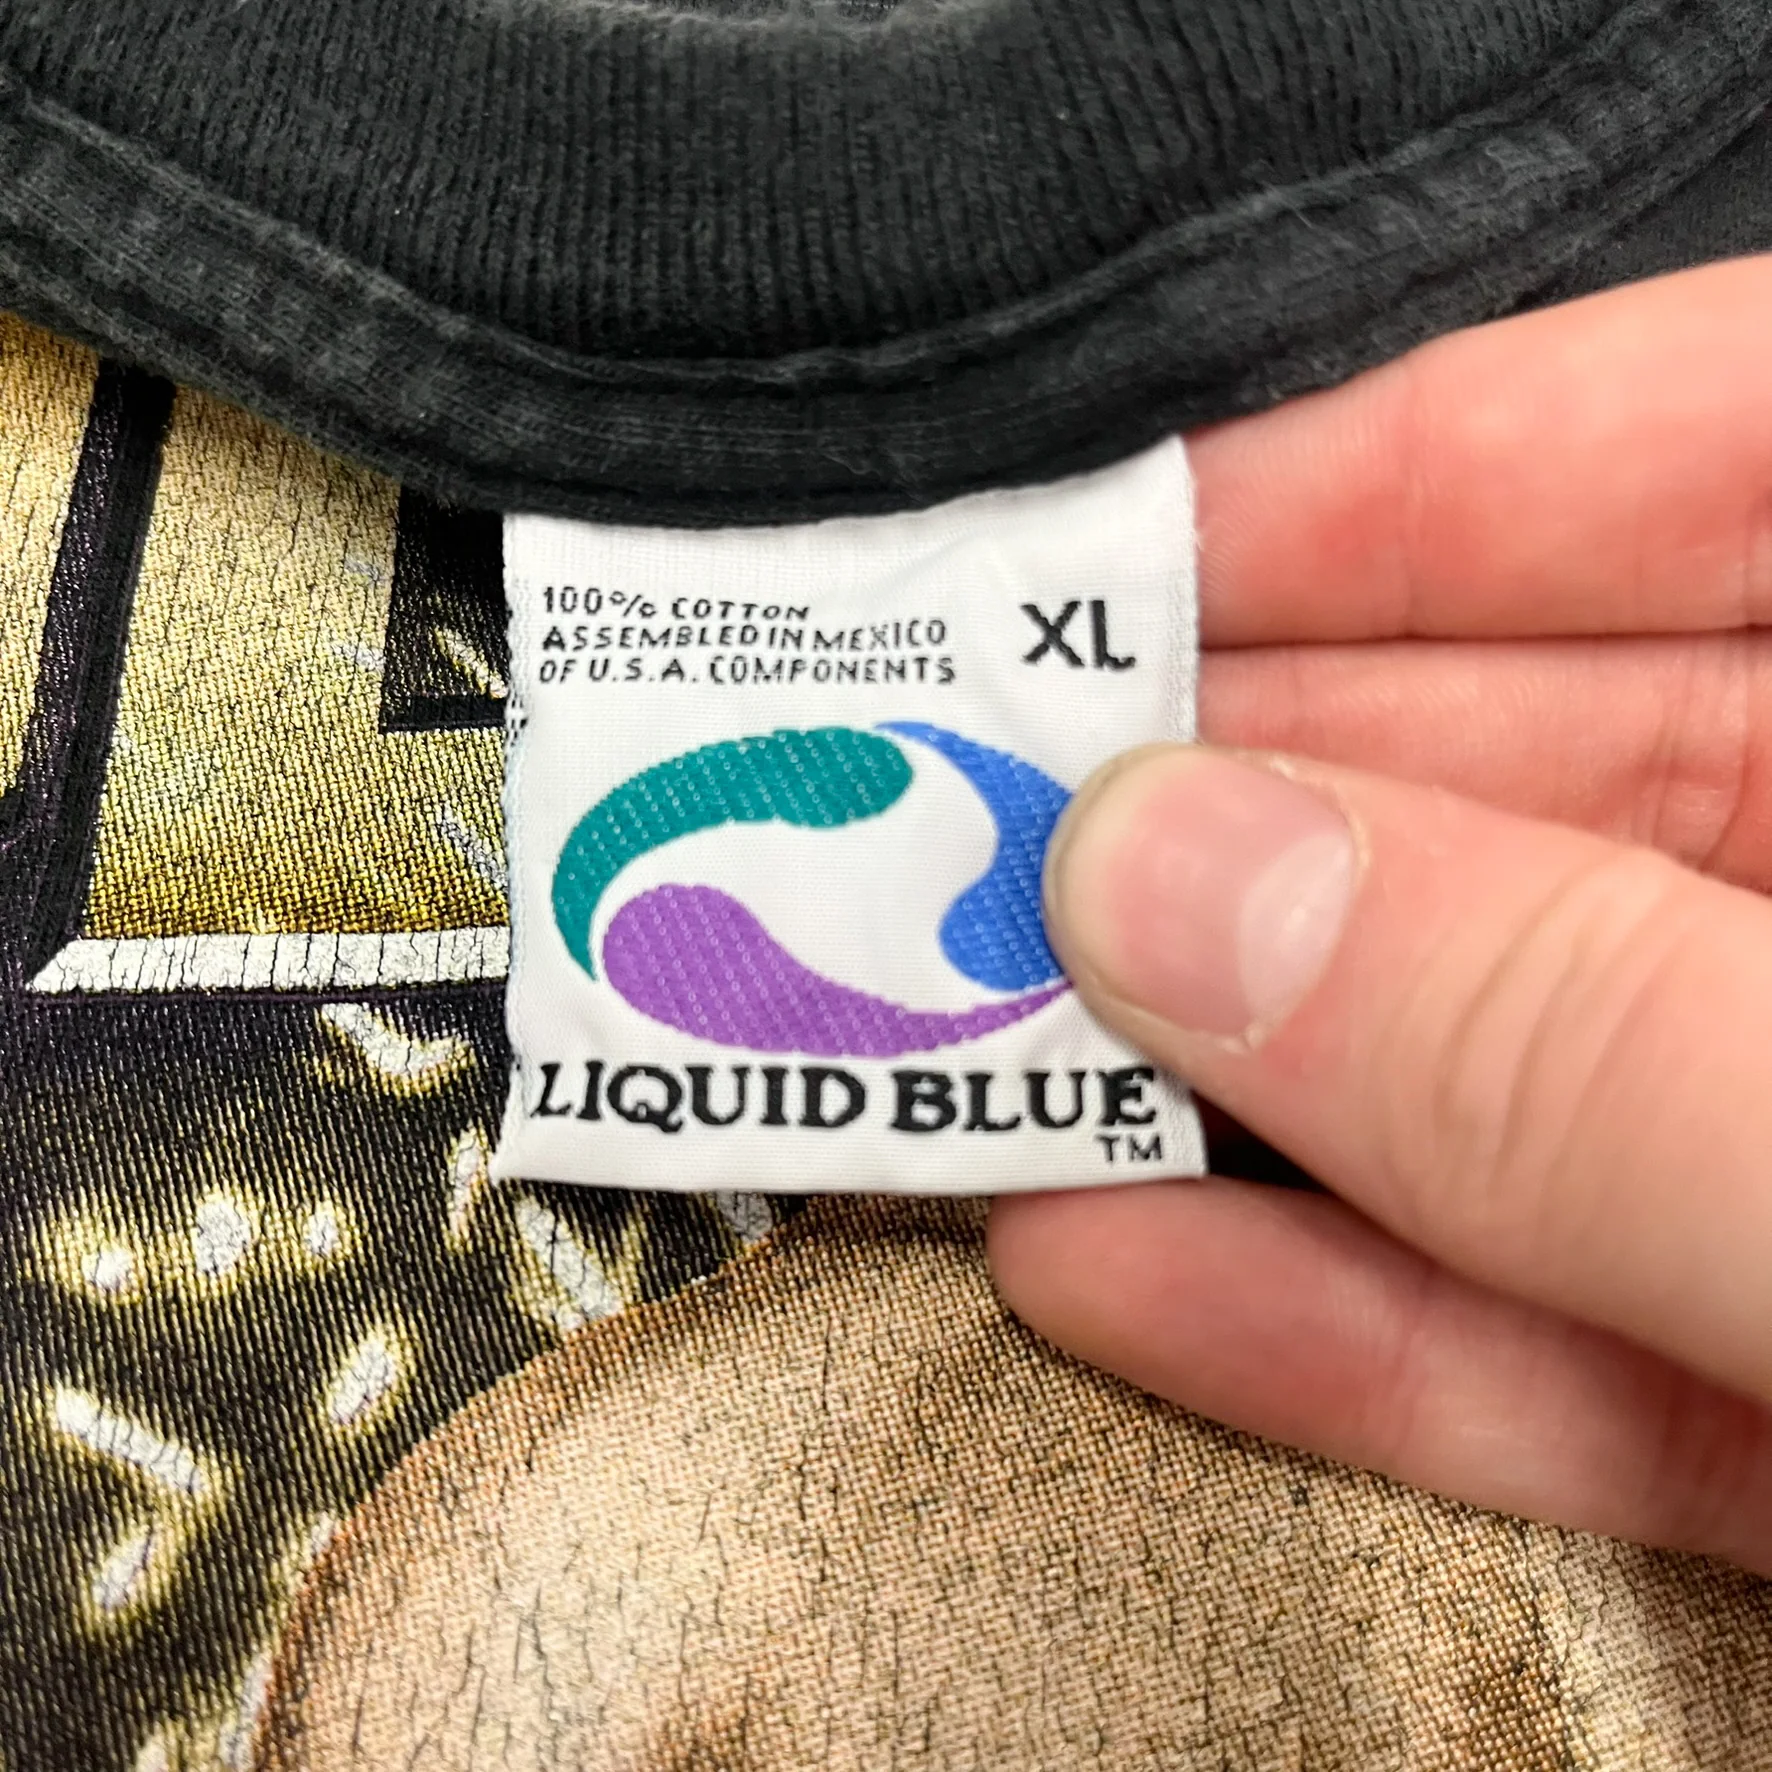 100% COTTON
ASSEMBLED IN MEXICO
OF U.S.A. COMPONENTS
XL
LIQUID BLUE
TM